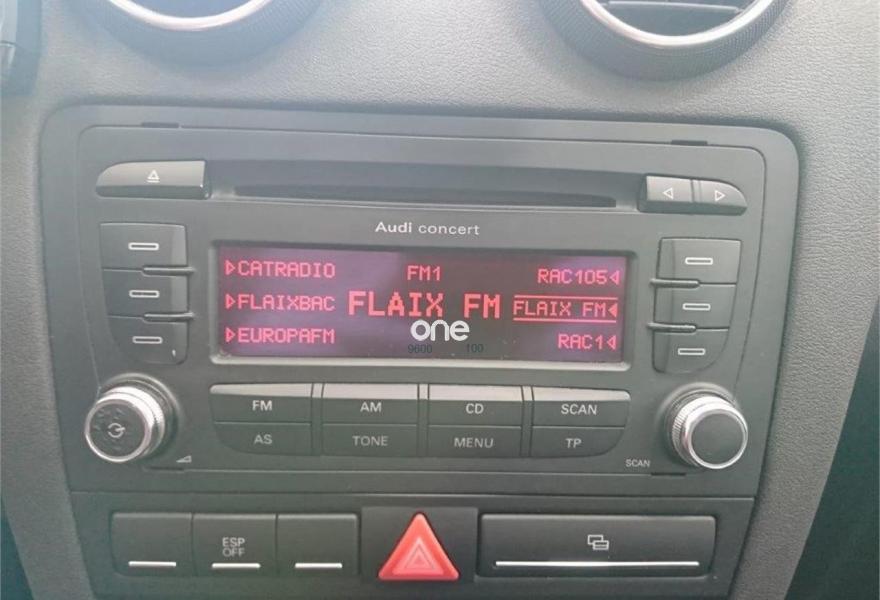 Audi concert
CATRADIO FM1 RAC105
FLAIXBAC FLAIX FM FLAIX FM
EUROPAFM RAC1
one
9600 100
FM AM CD SCAN
AS TONE MENU TP
SCAN
ESP
OFF